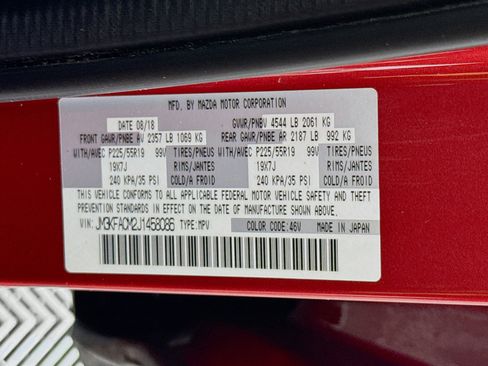 MFD. BY MAZDA MOTOR CORPORATION
DATE 08/18 GVWR/PNBV 4544 LB 2061 KG
FRONT GAWR/PNBE AV 2357 LB 1069 KG REAR GAWR/PNBE AR 2187 LB 992 KG
WITH/AVEC P225/55R19 99V TIRES/PNEUS WITH/AVEC P225/55R19 99V TIRES/PNEUS
19X7J RIMS/JANTES 19X7J RIMS/JANTES
240 KPA/35 PSI COLD/A FROID 240 KPA/35 PSI COLD/A FROID
THIS VEHICLE CONFORMS TO ALL APPLICABLE FEDERAL MOTOR VEHICLE SAFETY AND THEFT
PREVENTION STANDARDS IN EFFECT ON THE DATE OF MANUFACTURE SHOWN ABOVE.
VIN: JM3KFACM2J1458086 TYPE: MPV COLOR CODE: 46V MADE IN JAPAN